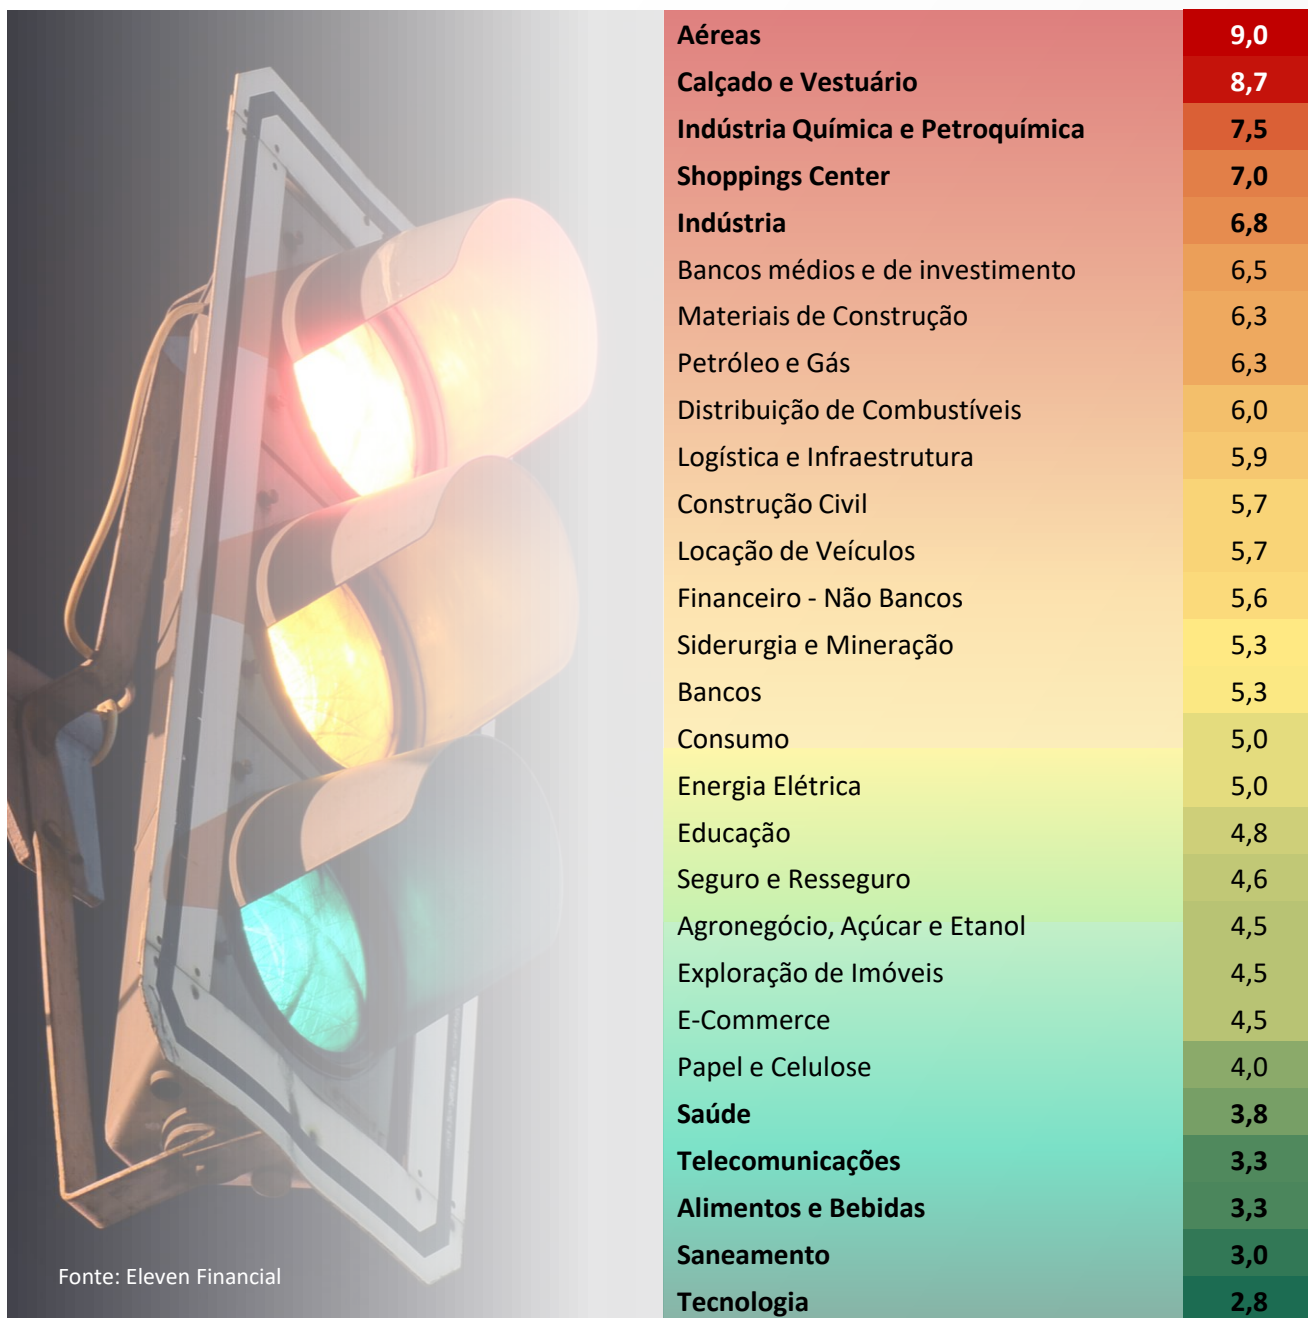 Aéreas 9,0
Calçado e Vestuário 8,7
Indústria Química e Petroquímica 7,5
Shoppings Center 7,0
Indústria 6,8
Bancos médios e de investimento 6,5
Materiais de Construção 6,3
Petróleo e Gás 6,3
Distribuição de Combustíveis 6,0
Logística e Infraestrutura 5,9
Construção Civil 5,7
Locação de Veículos 5,7
Financeiro - Não Bancos 5,6
Siderurgia e Mineração 5,3
Bancos 5,3
Consumo 5,0
Energia Elétrica 5,0
Educação 4,8
Seguro e Resseguro 4,6
Agronegócio, Açúcar e Etanol 4,5
Exploração de Imóveis 4,5
E-Commerce 4,5
Papel e Celulose 4,0
Saúde 3,8
Telecomunicações 3,3
Alimentos e Bebidas 3,3
Saneamento 3,0
Tecnologia 2,8
Fonte: Eleven Financial